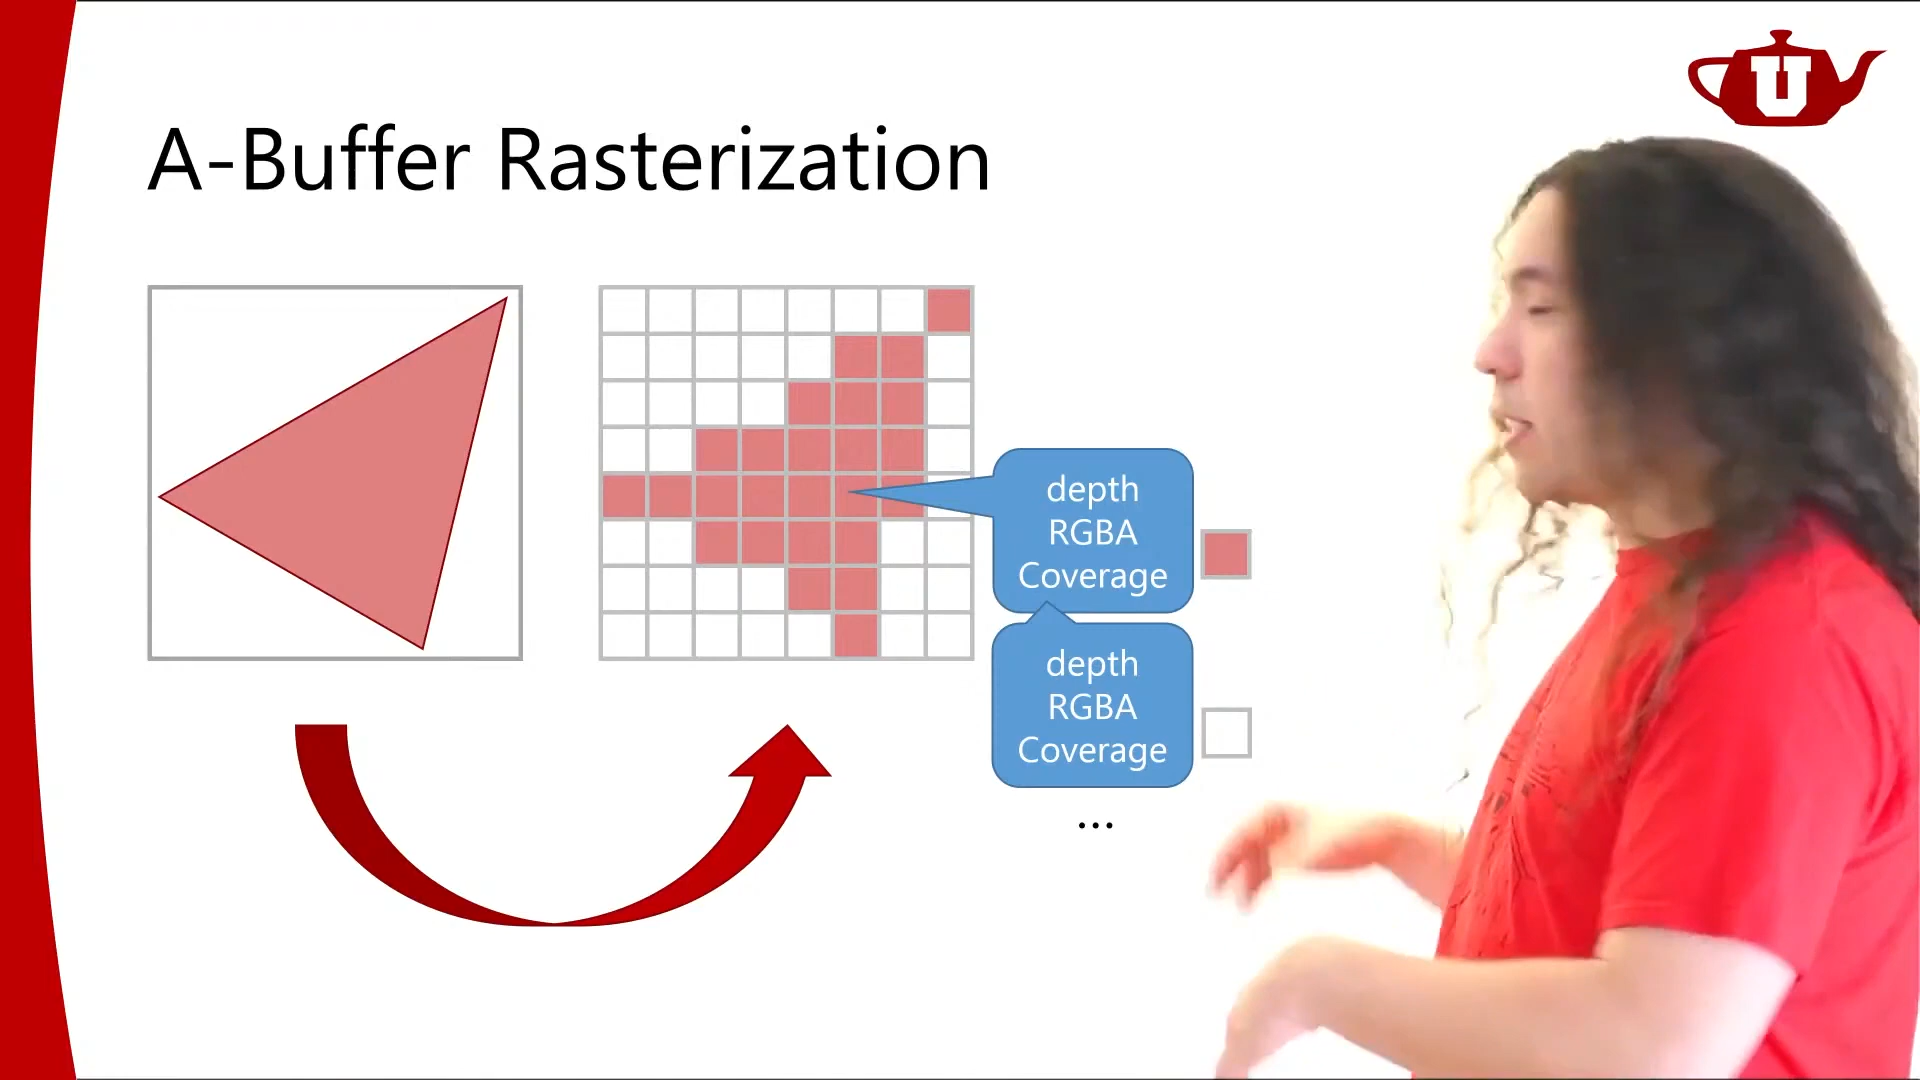 U
A-Buffer Rasterization
depth
RGBA
Coverage
depth
RGBA
Coverage
...